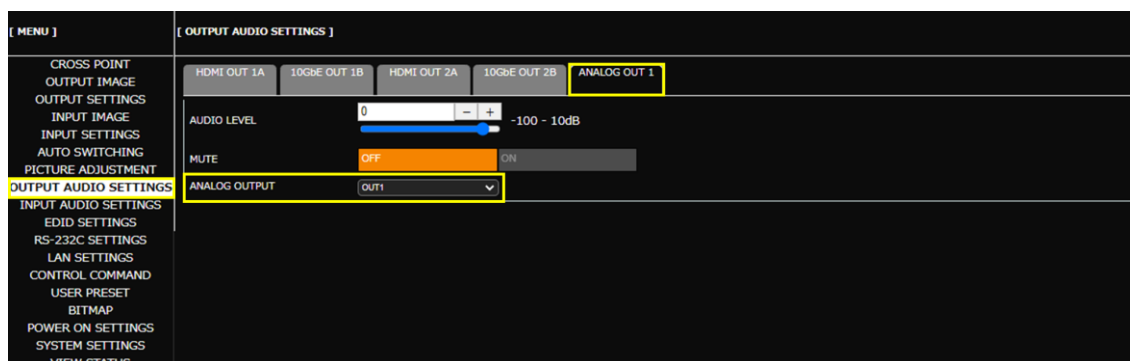 [ MENU ]
[ OUTPUT AUDIO SETTINGS ]
CROSS POINT
OUTPUT IMAGE
OUTPUT SETTINGS
INPUT IMAGE
INPUT SETTINGS
AUTO SWITCHING
PICTURE ADJUSTMENT
OUTPUT AUDIO SETTINGS
INPUT AUDIO SETTINGS
EDID SETTINGS
RS-232C SETTINGS
LAN SETTINGS
CONTROL COMMAND
USER PRESET
BITMAP
POWER ON SETTINGS
SYSTEM SETTINGS
VIEW STATUS
HDMI OUT 1A 10GbE OUT 1B HDMI OUT 2A 10GbE OUT 2B ANALOG OUT 1
AUDIO LEVEL 0 - + -100 - 10dB
MUTE OFF ON
ANALOG OUTPUT OUT1